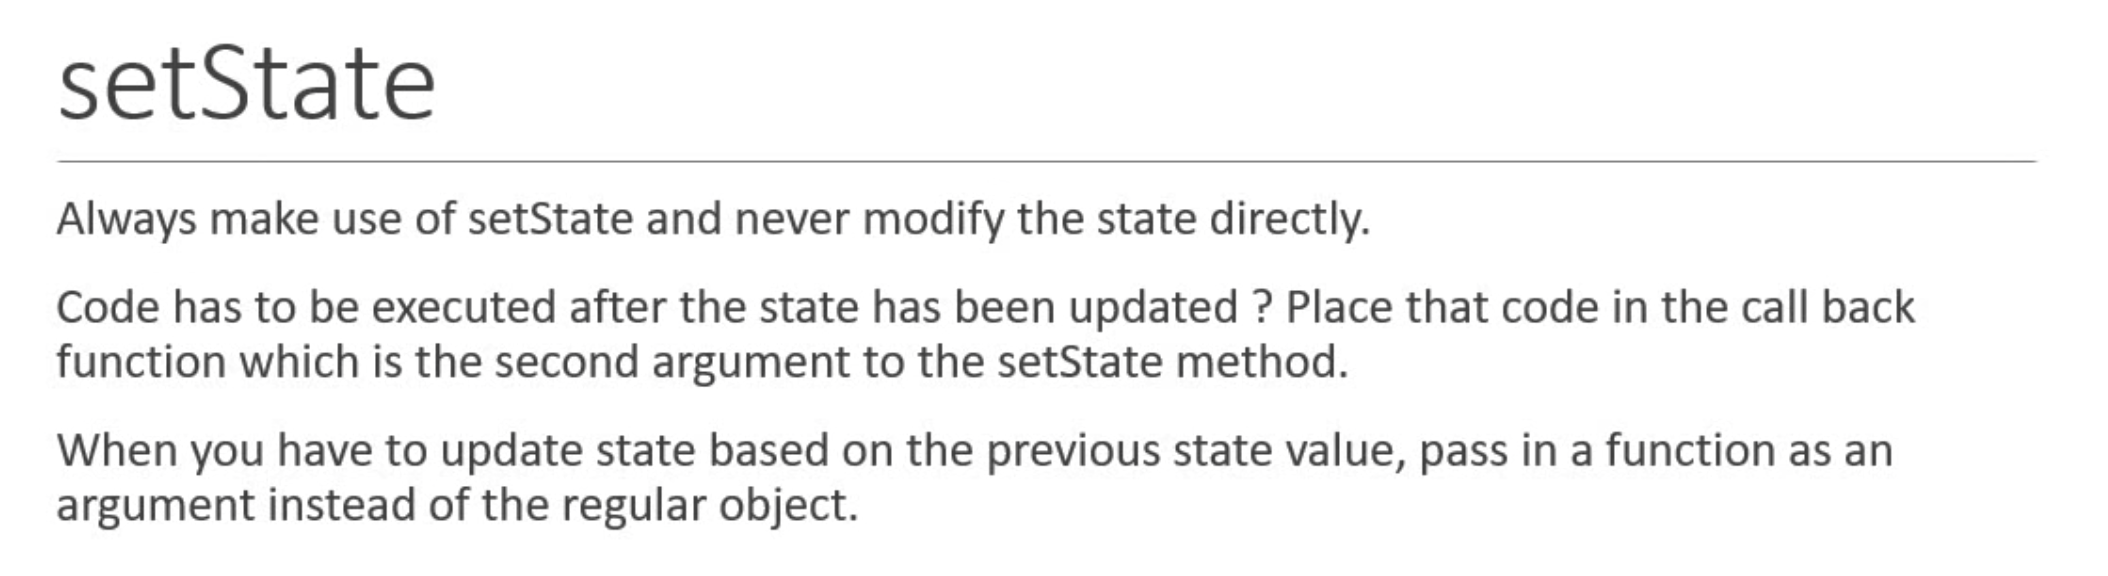 setState
Always make use of setState and never modify the state directly.
Code has to be executed after the state has been updated ? Place that code in the call back
function which is the second argument to the setState method.
When you have to update state based on the previous state value, pass in a function as an
argument instead of the regular object.